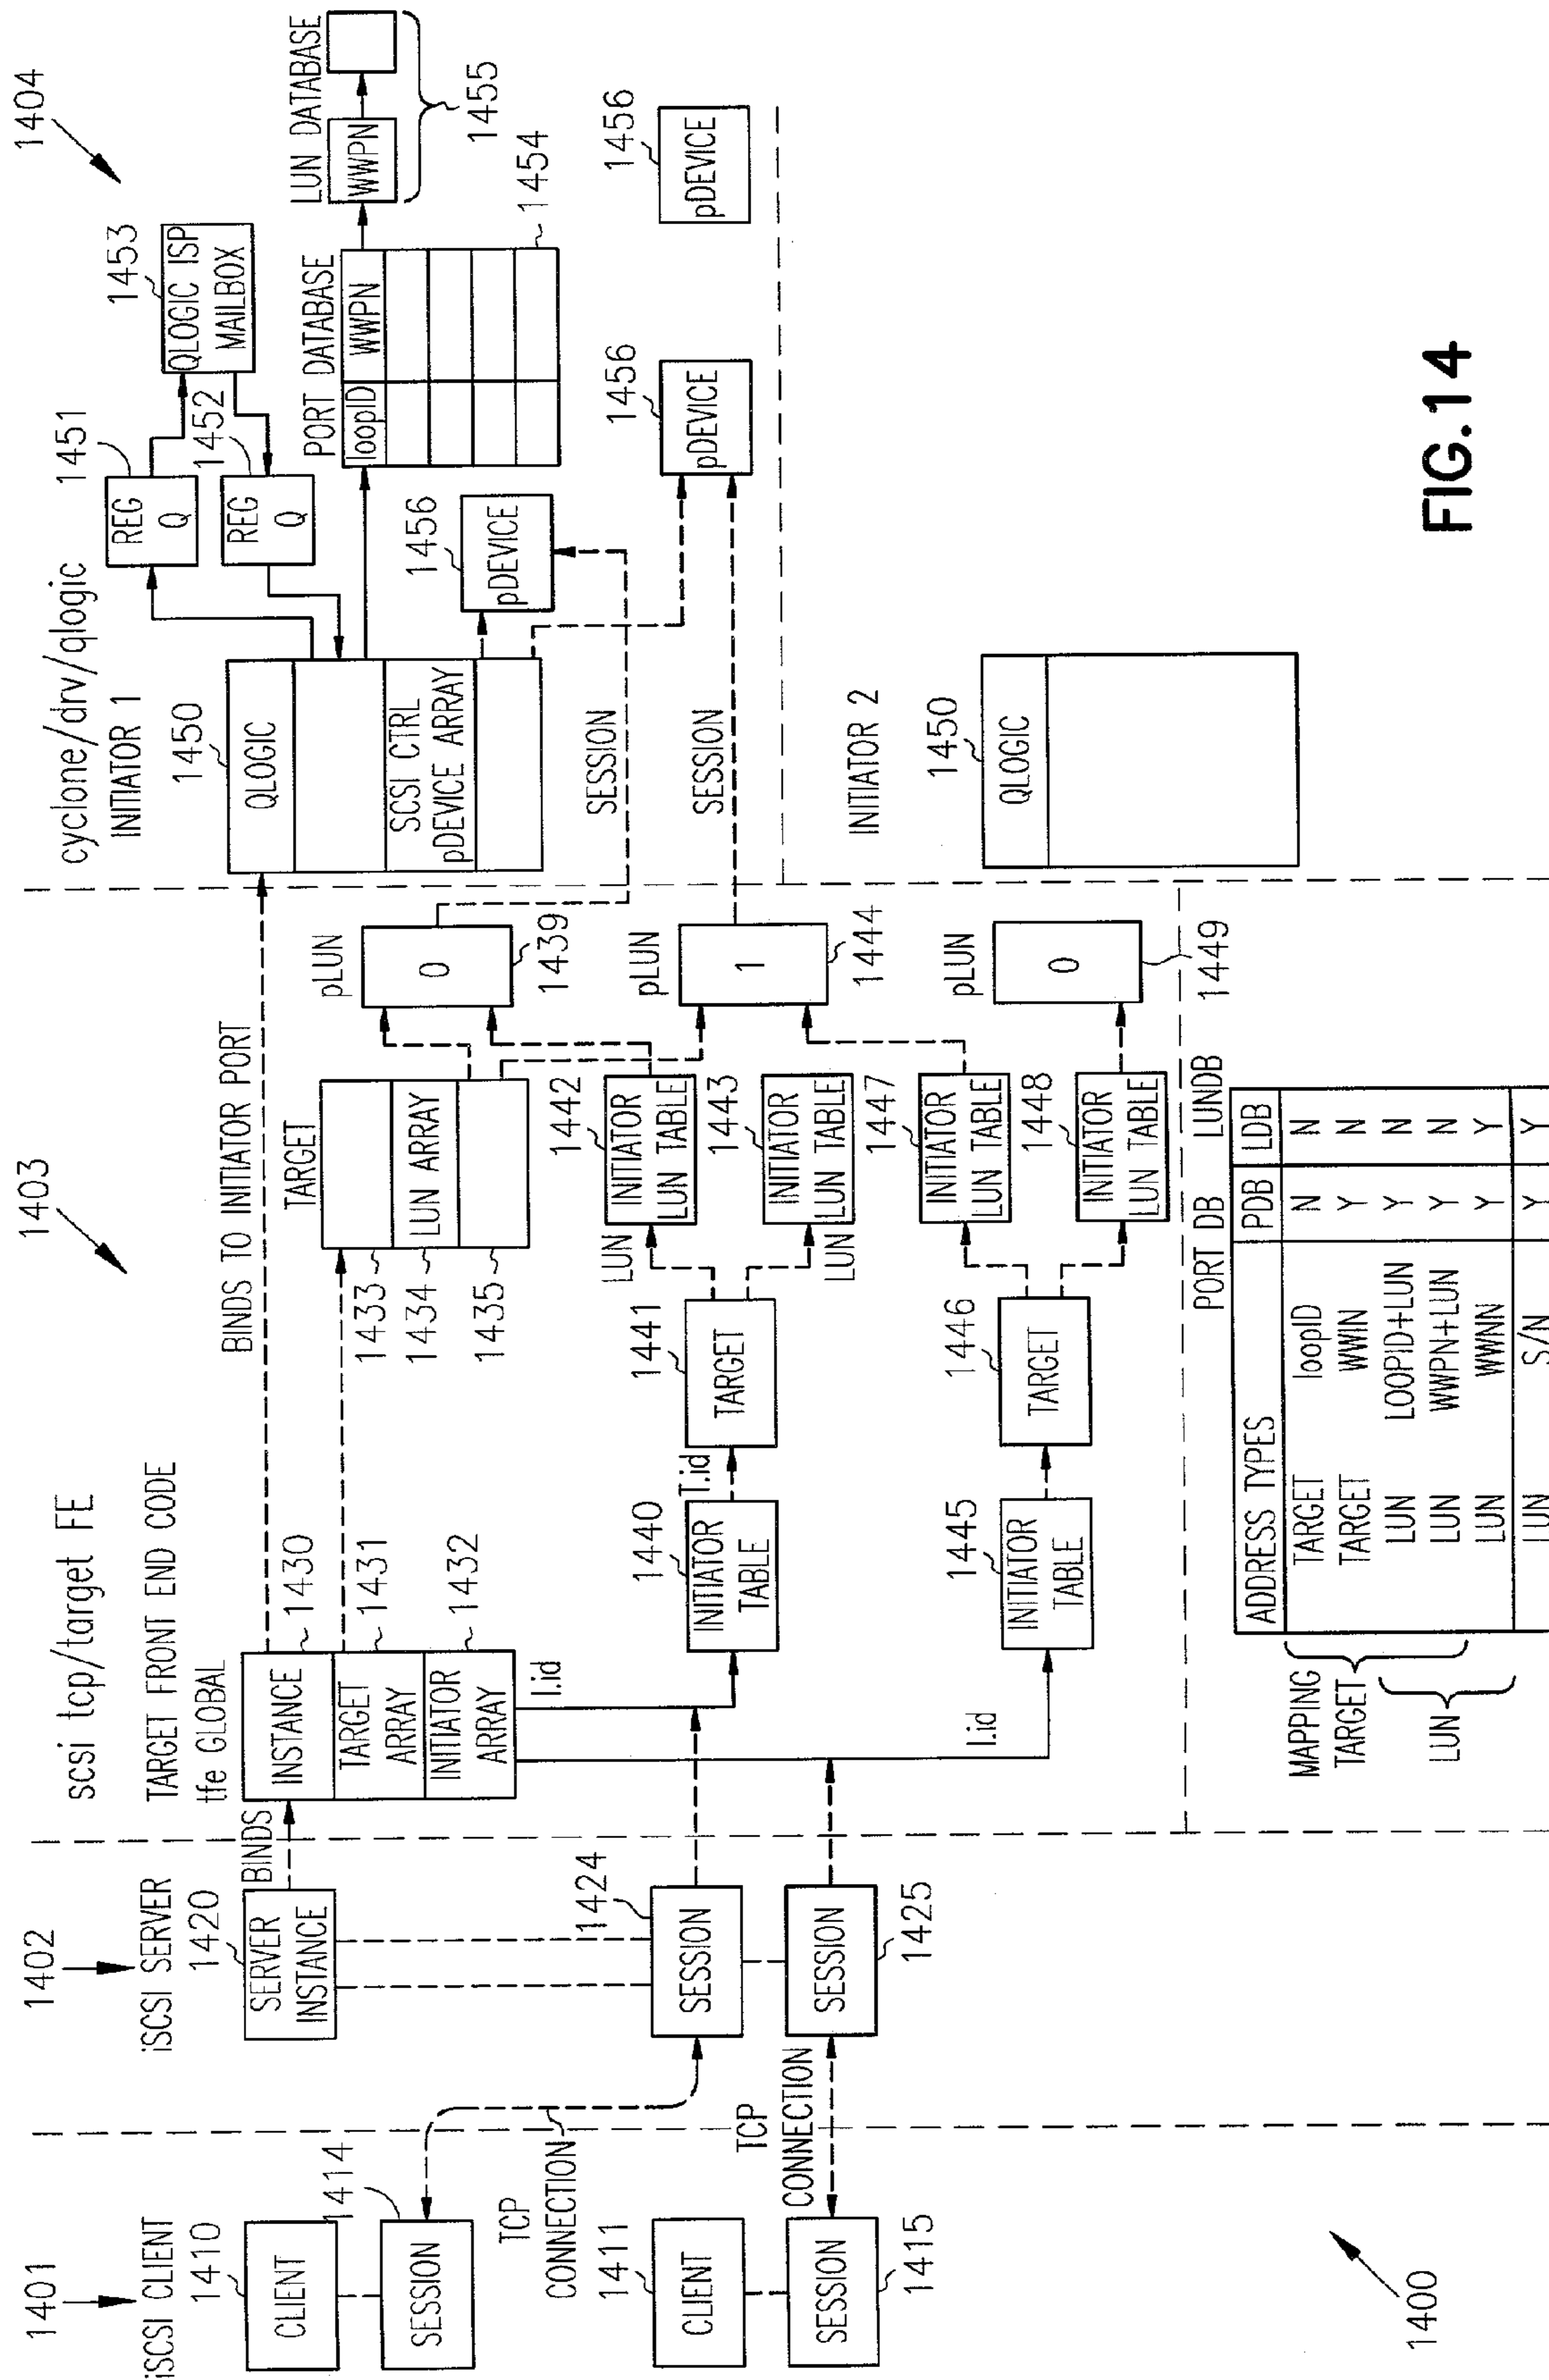 1401
iSCSI CLIENT
1410
CLIENT
1414
SESSION
TCP
CONNECTION
1411
CLIENT
SESSION
1415
TCP
CONNECTION
1400
1402
iSCSI SERVER
1420
SERVER
INSTANCE
BINDS
1424
SESSION
SESSION
1425
1403
scsi tcp/target FE
TARGET FRONT END CODE
tfe GLOBAL
INSTANCE
1430
TARGET
ARRAY
1431
INITIATOR
ARRAY
1432
I.id
I.id
BINDS TO INITIATOR PORT
TARGET
1433
LUN ARRAY
1434
1435
1440
INITIATOR
TABLE
T.id
1441
TARGET
LUN
LUN
1442
INITIATOR
LUN TABLE
1443
INITIATOR
LUN TABLE
1445
INITIATOR
TABLE
1446
TARGET
1447
INITIATOR
LUN TABLE
1448
INITIATOR
LUN TABLE
pLUN
0
1439
pLUN
1
1444
pLUN
0
1449
PORT DB LUNDB
ADDRESS TYPES PDB LDB
TARGET loopID N N
TARGET WWIN Y N
LUN LOOPID+LUN Y N
LUN WWPN+LUN Y N
LUN WWNN Y Y
LUN S/N Y Y
MAPPING
TARGET
LUN
1404
cyclone/drv/qlogic
INITIATOR 1
1450
QLOGIC
SCSI CTRL
pDEVICE ARRAY
REG
Q
1451
REG
Q
1452
1453
QLOGIC ISP
MAILBOX
PORT DATABASE
loopID WWPN
1454
LUN DATABASE
WWPN
1455
1456
pDEVICE
1456
pDEVICE
1456
pDEVICE
SESSION
SESSION
INITIATOR 2
1450
QLOGIC
FIG.14